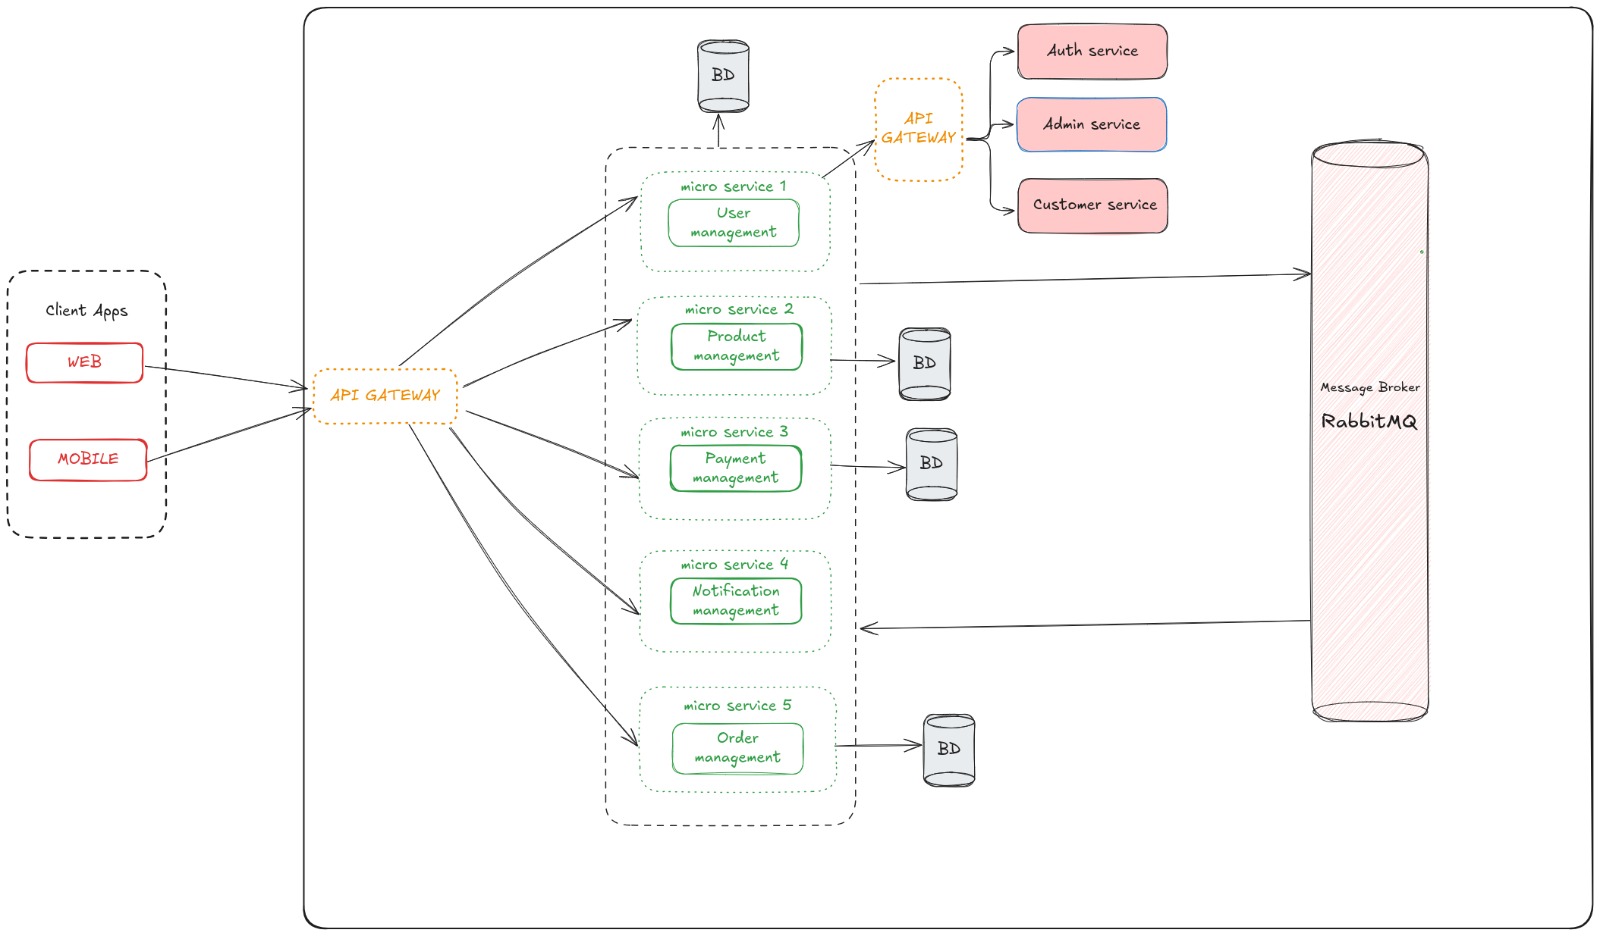 Client Apps
WEB
MOBILE
API GATEWAY
BD
micro service 1
User
management
micro service 2
Product
management
micro service 3
Payment
management
micro service 4
Notification
management
micro service 5
Order
management
API
GATEWAY
Auth service
Admin service
Customer service
BD
BD
BD
Message Broker
RabbitMQ